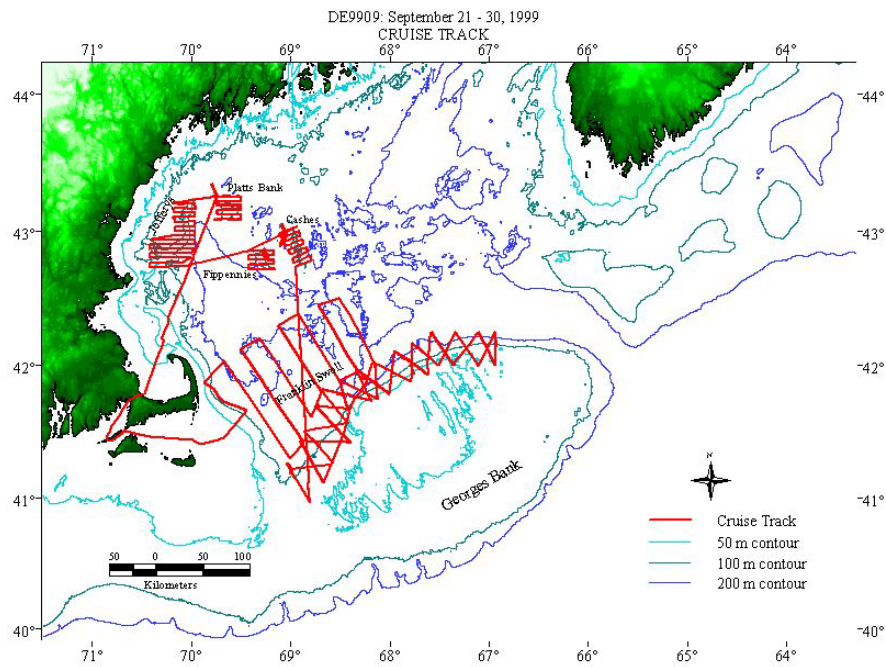 DE9909: September 21 - 30, 1999
CRUISE TRACK
71° 70° 69° 68° 67° 66° 65° 64°
44° 44°
Platts Bank
Jefferys
43° 43°
Cashes
Fippennies
42° 42°
Franklin Swell
41° 41°
Georges Bank
N
Cruise Track
50 m contour
100 m contour
200 m contour
50 0 50 100
Kilometers
40° 40°
71° 70° 69° 68° 67° 66° 65° 64°